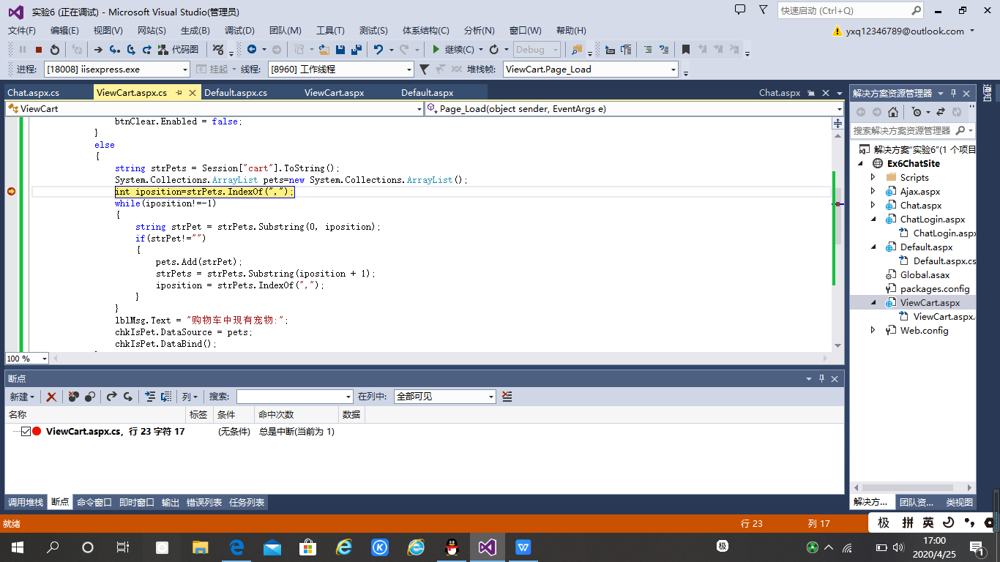 实验6 (正在调试) - Microsoft Visual Studio(管理员)
快速启动 (Ctrl+Q)
文件(F) 编辑(E) 视图(V) 网站(S) 生成(B) 调试(D) 团队(M) 工具(T) 测试(S) 体系结构(C) 分析(N) 窗口(W) 帮助(H)
yxq12346789@outlook.com
代码图 继续(C) Debug
进程: [18008] iisexpress.exe 挂起 线程: [8960] 工作线程 堆栈帧: ViewCart.Page_Load
Chat.aspx.cs ViewCart.aspx.cs Default.aspx.cs ViewCart.aspx Default.aspx Chat.aspx
ViewCart Page_Load(object sender, EventArgs e)
btnClear.Enabled = false;
}
else
{
string strPets = Session["cart"].ToString();
System.Collections.ArrayList pets=new System.Collections.ArrayList();
int iposition=strPets.IndexOf(",");
while(iposition!=-1)
{
string strPet = strPets.Substring(0, iposition);
if(strPet!="")
{
pets.Add(strPet);
strPets = strPets.Substring(iposition + 1);
iposition = strPets.IndexOf(",");
}
}
lblMsg.Text = "购物车中现有宠物:";
chkIsPet.DataSource = pets;
chkIsPet.DataBind();
100 %
解决方案资源管理器
通知
搜索解决方案资源管理器
解决方案"实验6"(1 个项目
Ex6ChatSite
Scripts
Ajax.aspx
Chat.aspx
ChatLogin.aspx
ChatLogin.aspx
Default.aspx
Default.aspx.cs
Global.asax
packages.config
ViewCart.aspx
ViewCart.aspx.
Web.config
解决方... 团队资... 类视图
断点
新建 列 搜索: 在列中: 全部可见
名称 标签 条件 命中次数 数据
ViewCart.aspx.cs, 行 23 字符 17 (无条件) 总是中断(当前为 1)
调用堆栈 断点 命令窗口 即时窗口 输出 错误列表 任务列表
就绪 行 23 列 17
极 拼 英
极
17:00
2020/4/25
1